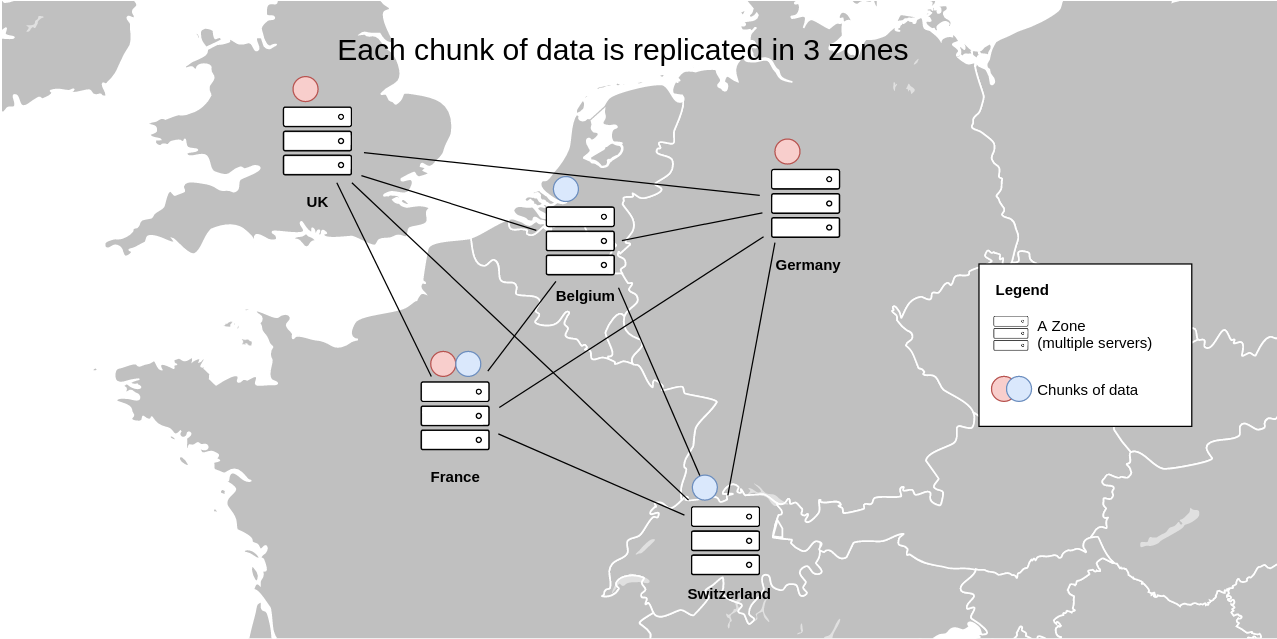 Each chunk of data is replicated in 3 zones
UK
Belgium
Germany
France
Switzerland
Legend
A Zone
(multiple servers)
Chunks of data